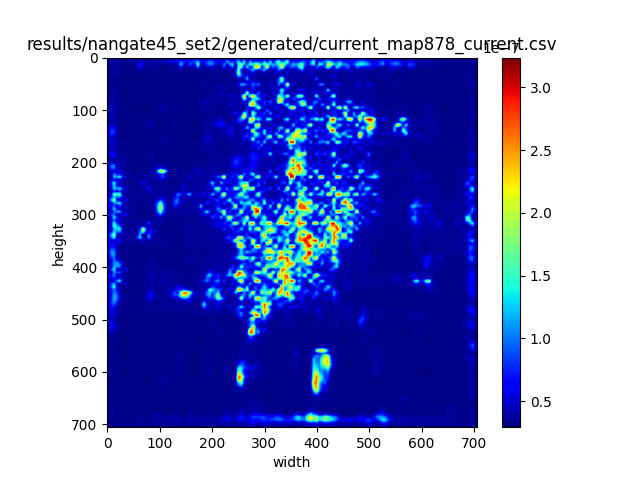 results/nangate45_set2/generated/current_map878_current.csv
1e−7
0
100
200
300
400
500
600
700
height
0 100 200 300 400 500 600 700
width
3.0
2.5
2.0
1.5
1.0
0.5